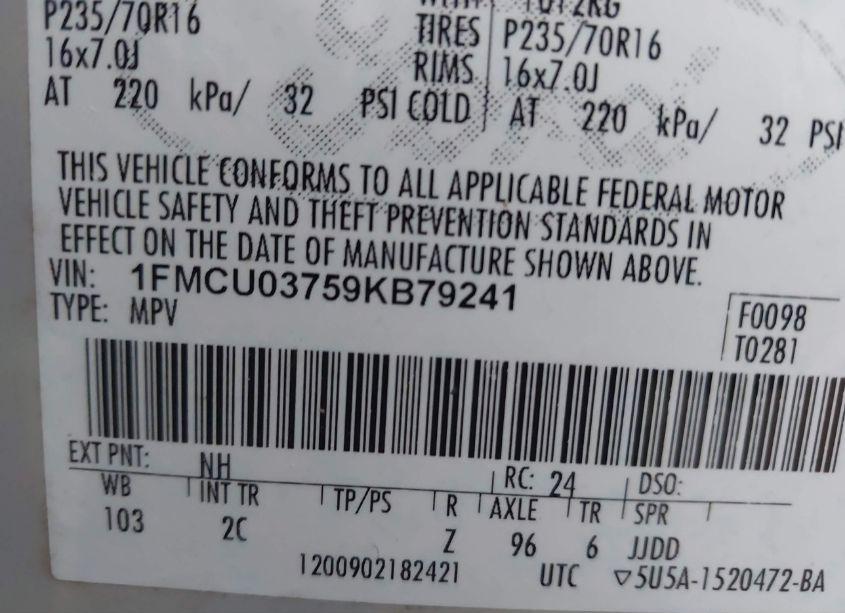 1012KG
P235/70R16 TIRES P235/70R16
16x7.0J RIMS 16x7.0J
AT 220 kPa/ 32 PSI COLD AT 220 kPa/ 32 PSI
THIS VEHICLE CONFORMS TO ALL APPLICABLE FEDERAL MOTOR
VEHICLE SAFETY AND THEFT PREVENTION STANDARDS IN
EFFECT ON THE DATE OF MANUFACTURE SHOWN ABOVE.
VIN: 1FMCU03759KB79241
TYPE: MPV
F0098
T0281
EXT PNT: NH RC: 24 DSO:
WB INT TR TP/PS R AXLE TR SPR
103 2C Z 96 6 JJDD
1200902182421 UTC ▽5U5A-1520472-BA